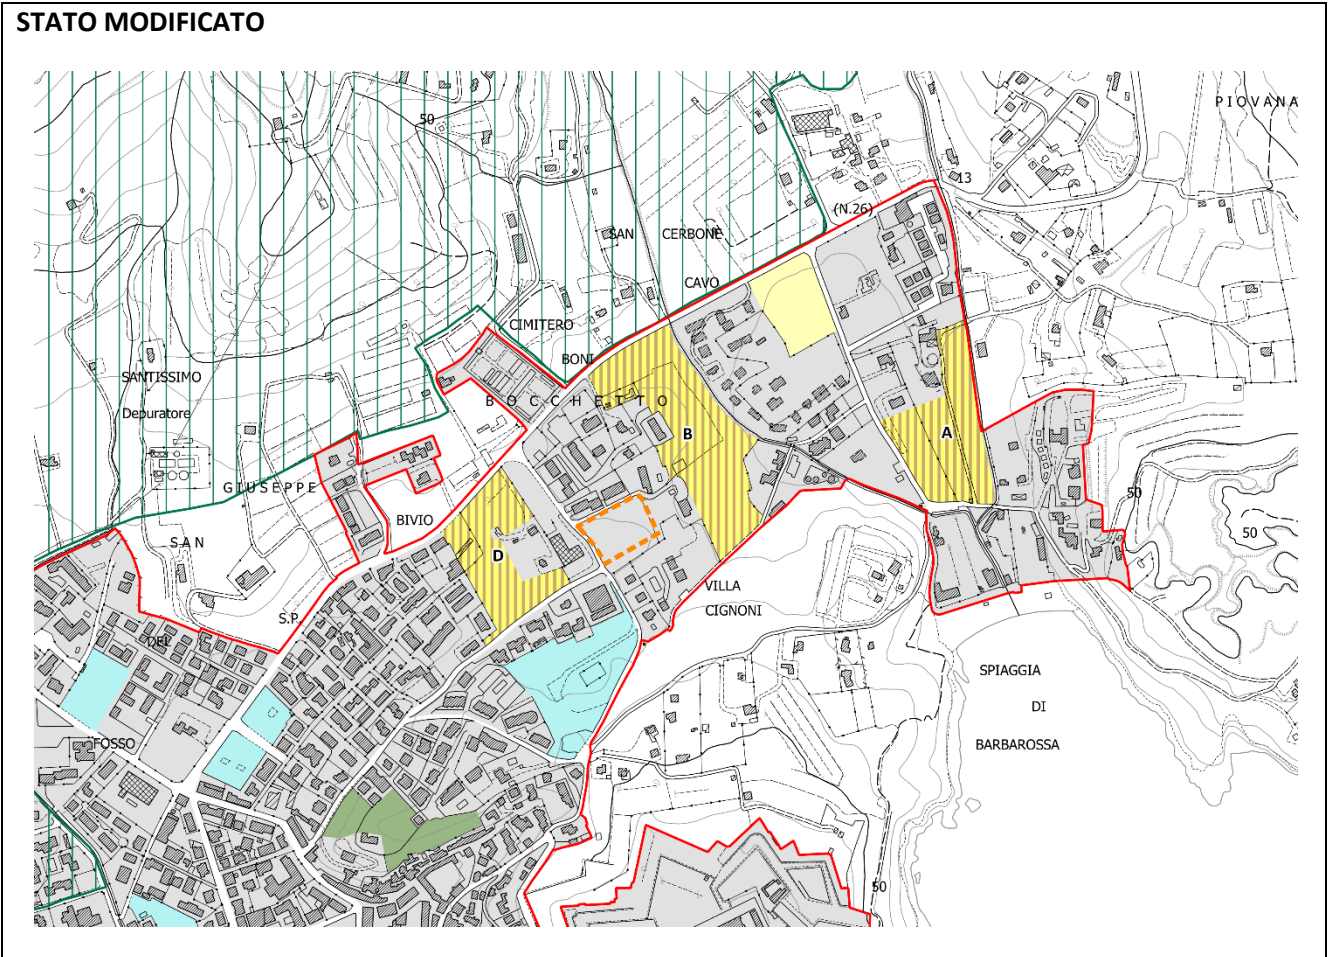 STATO MODIFICATO
PIOVANA
50
13
(N.26)
SAN CERBONE
CAVO
CIMITERO
BONI
SANTISSIMO
BOCCHETTO
Depuratore
B
A
GIUSEPPE
50
BIVIO
50
SAN
D
VILLA
CIGNONI
S.P.
DEL
SPIAGGIA
DI
FOSSO
BARBAROSSA
50